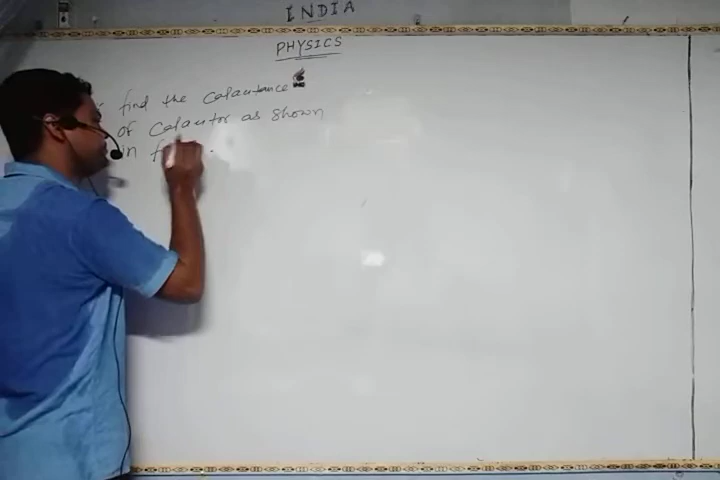 INDIA
PHYSICS
find the Capacitance
of Capacitor as shown
in